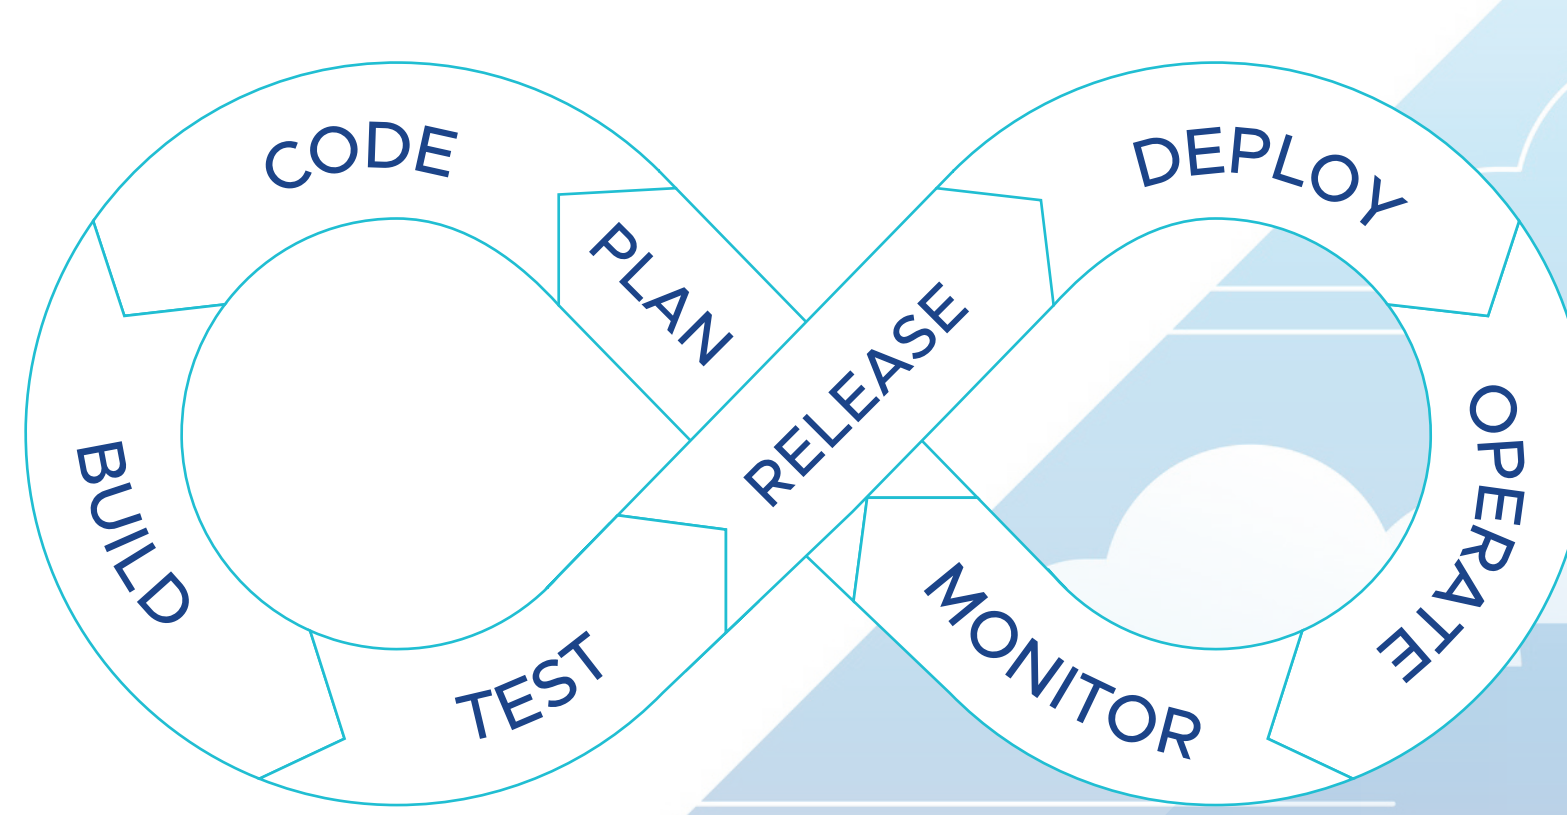 PLAN
CODE
BUILD
TEST
RELEASE
DEPLOY
OPERATE
MONITOR